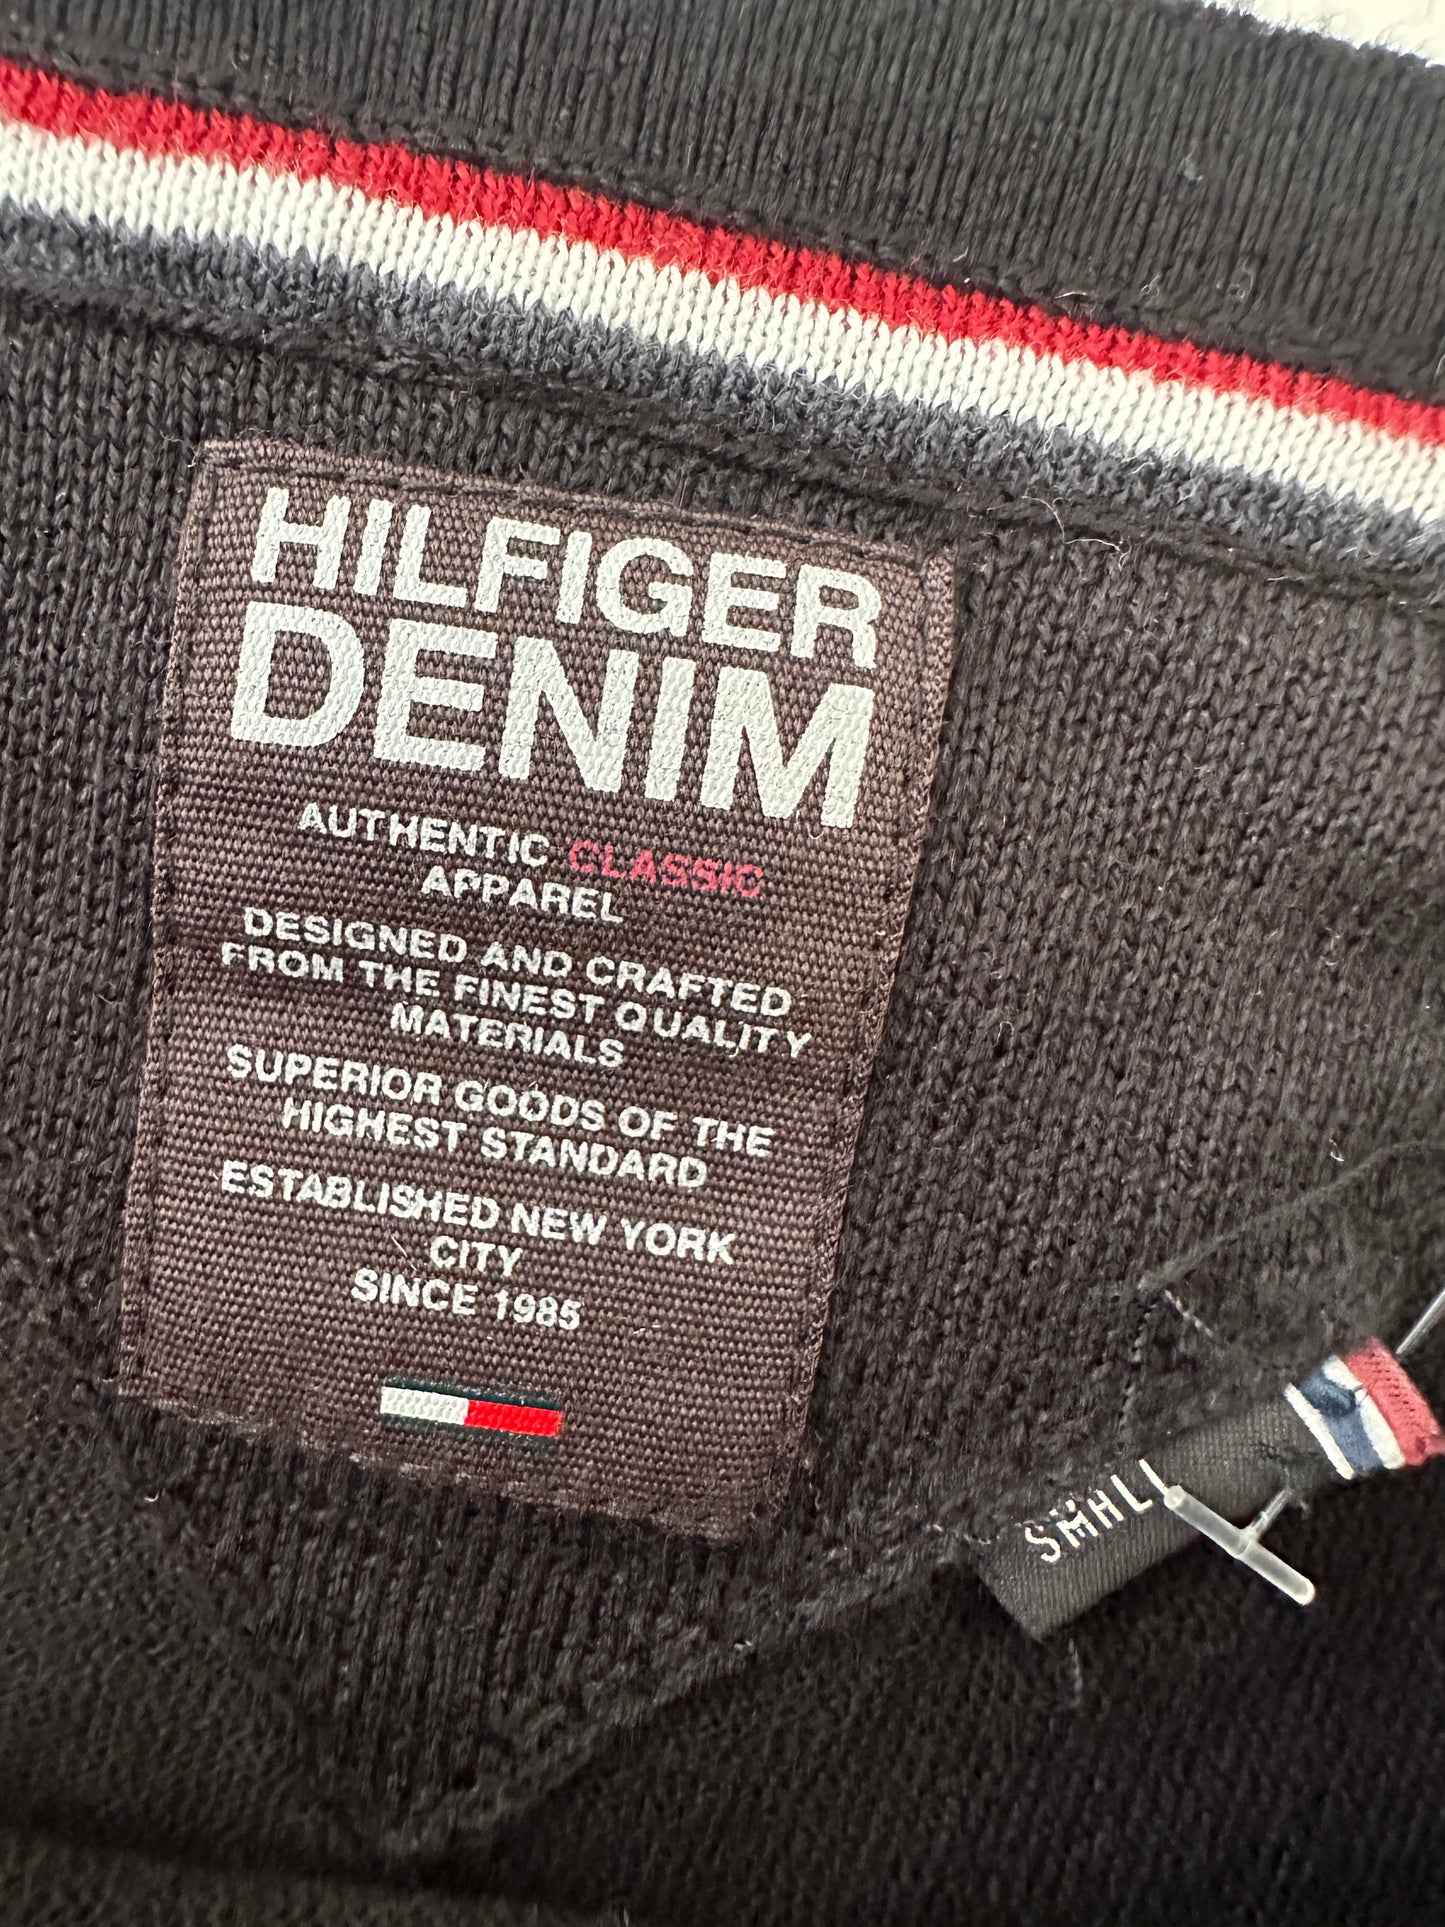 HILFIGER
DENIM
AUTHENTIC CLASSIC
APPAREL
DESIGNED AND CRAFTED
FROM THE FINEST QUALITY
MATERIALS
SUPERIOR GOODS OF THE
HIGHEST STANDARD
ESTABLISHED NEW YORK
CITY
SINCE 1985
SMALL